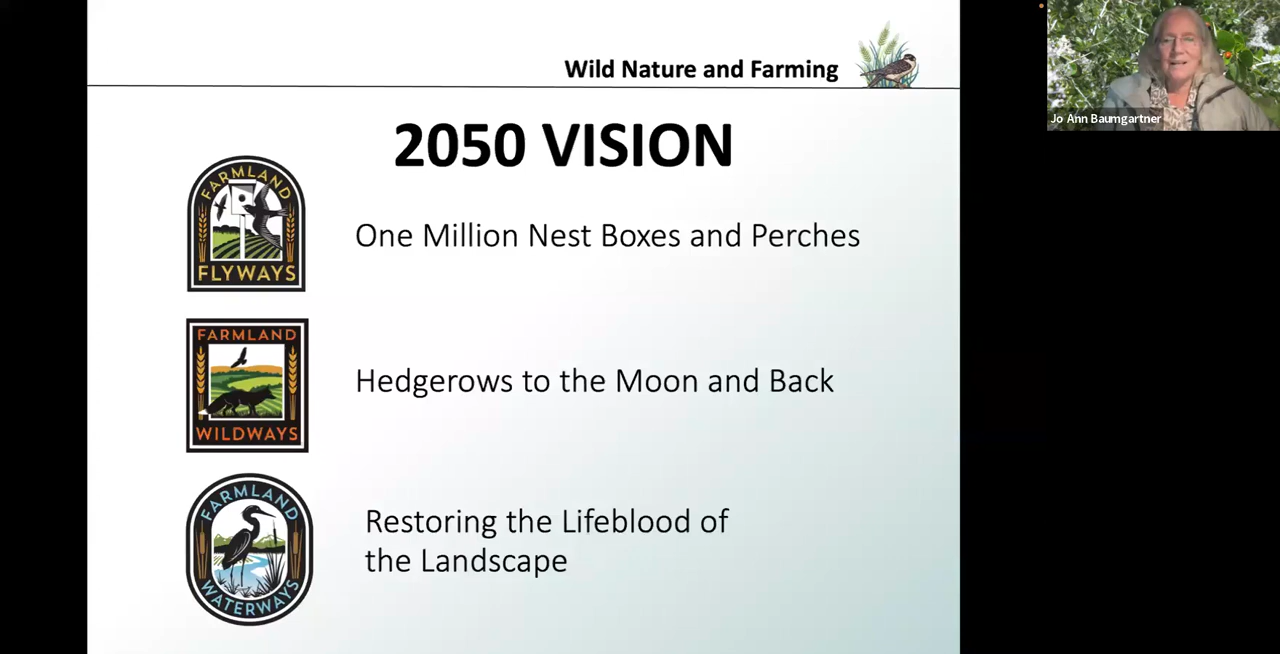 Wild Nature and Farming
Jo Ann Baumgartner
2050 VISION
FARMLAND
FLYWAYS
One Million Nest Boxes and Perches
FARMLAND
WILDWAYS
Hedgerows to the Moon and Back
FARMLAND
WATERWAYS
Restoring the Lifeblood of
the Landscape